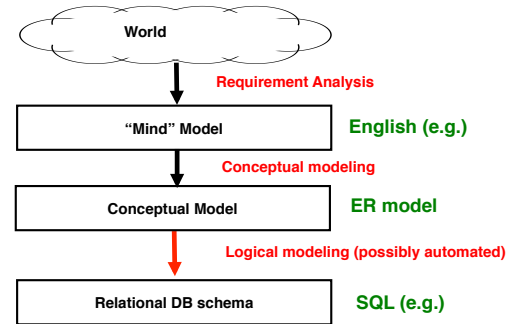 World
Requirement Analysis
“Mind” Model
English (e.g.)
Conceptual modeling
Conceptual Model
ER model
Logical modeling (possibly automated)
Relational DB schema
SQL (e.g.)